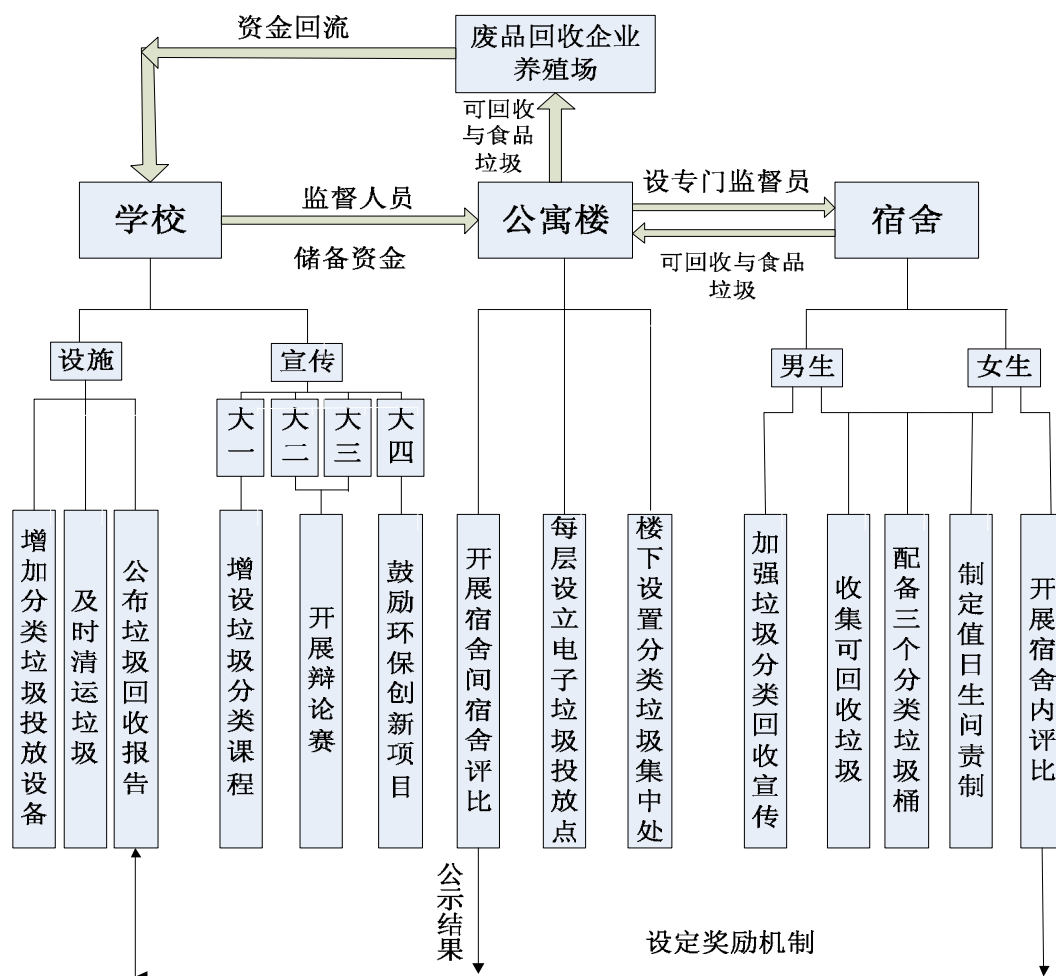 资金回流
废品回收企业
养殖场
可回收
与食品
垃圾
学校
监督人员
储备资金
公寓楼
设专门监督员
可回收与食品
垃圾
宿舍
设施
宣传
男生
女生
大一
大二
大三
大四
增加分类垃圾投放设备
及时清运垃圾
公布垃圾回收报告
增设垃圾分类课程
开展辩论赛
鼓励环保创新项目
开展宿舍间宿舍评比
每层设立电子垃圾投放点
楼下设置分类垃圾集中处
加强垃圾分类回收宣传
收集可回收垃圾
配备三个分类垃圾桶
制定值日生问责制
开展宿舍内评比
公示结果
设定奖励机制